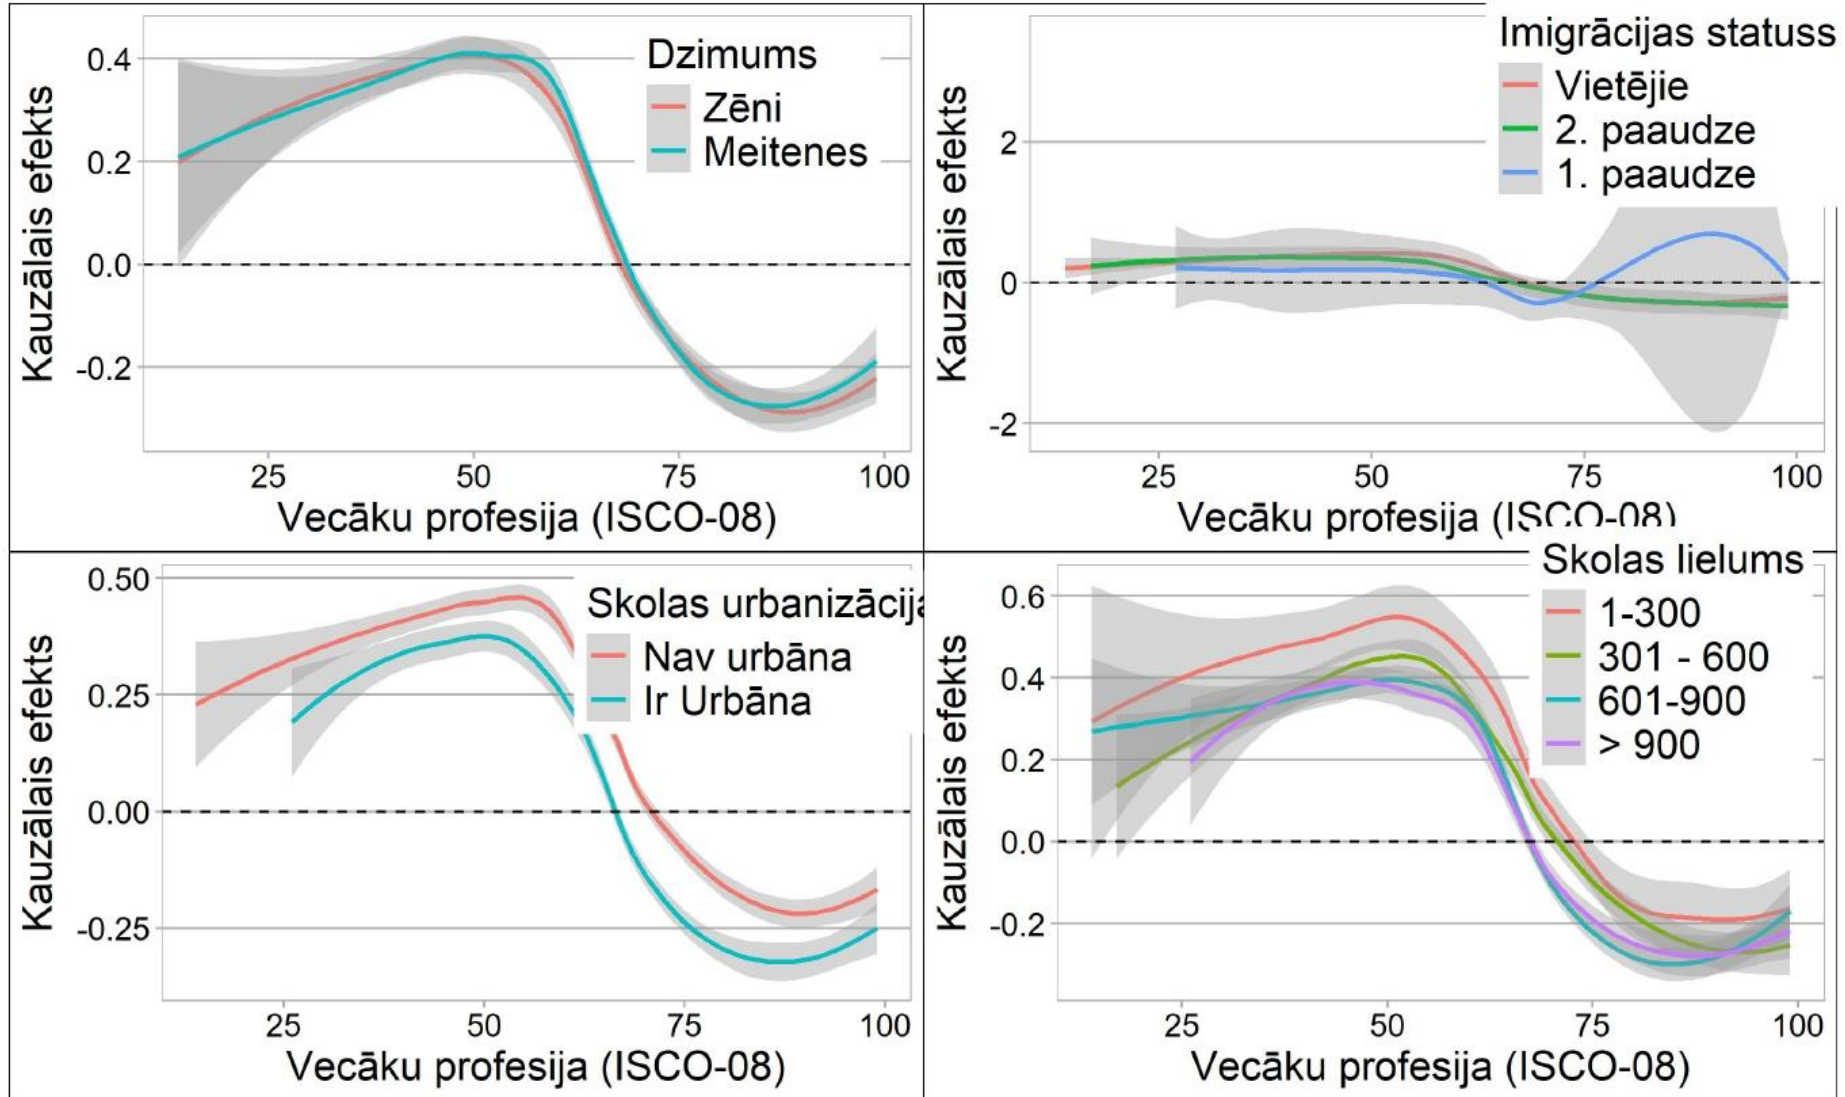 Kauzālais efekts
0.4
0.2
0.0
-0.2
Dzimums
Zēni
Meitenes
25 50 75 100
Vecāku profesija (ISCO-08)
Kauzālais efekts
2
0
-2
Imigrācijas statuss
Vietējie
2. paaudze
1. paaudze
25 50 75 100
Vecāku profesija (ISCO-08)
Kauzālais efekts
0.50
0.25
0.00
-0.25
Skolas urbanizācija
Nav urbāna
Ir Urbāna
25 50 75 100
Vecāku profesija (ISCO-08)
Kauzālais efekts
0.6
0.4
0.2
0.0
-0.2
Skolas lielums
1-300
301 - 600
601-900
> 900
25 50 75 100
Vecāku profesija (ISCO-08)